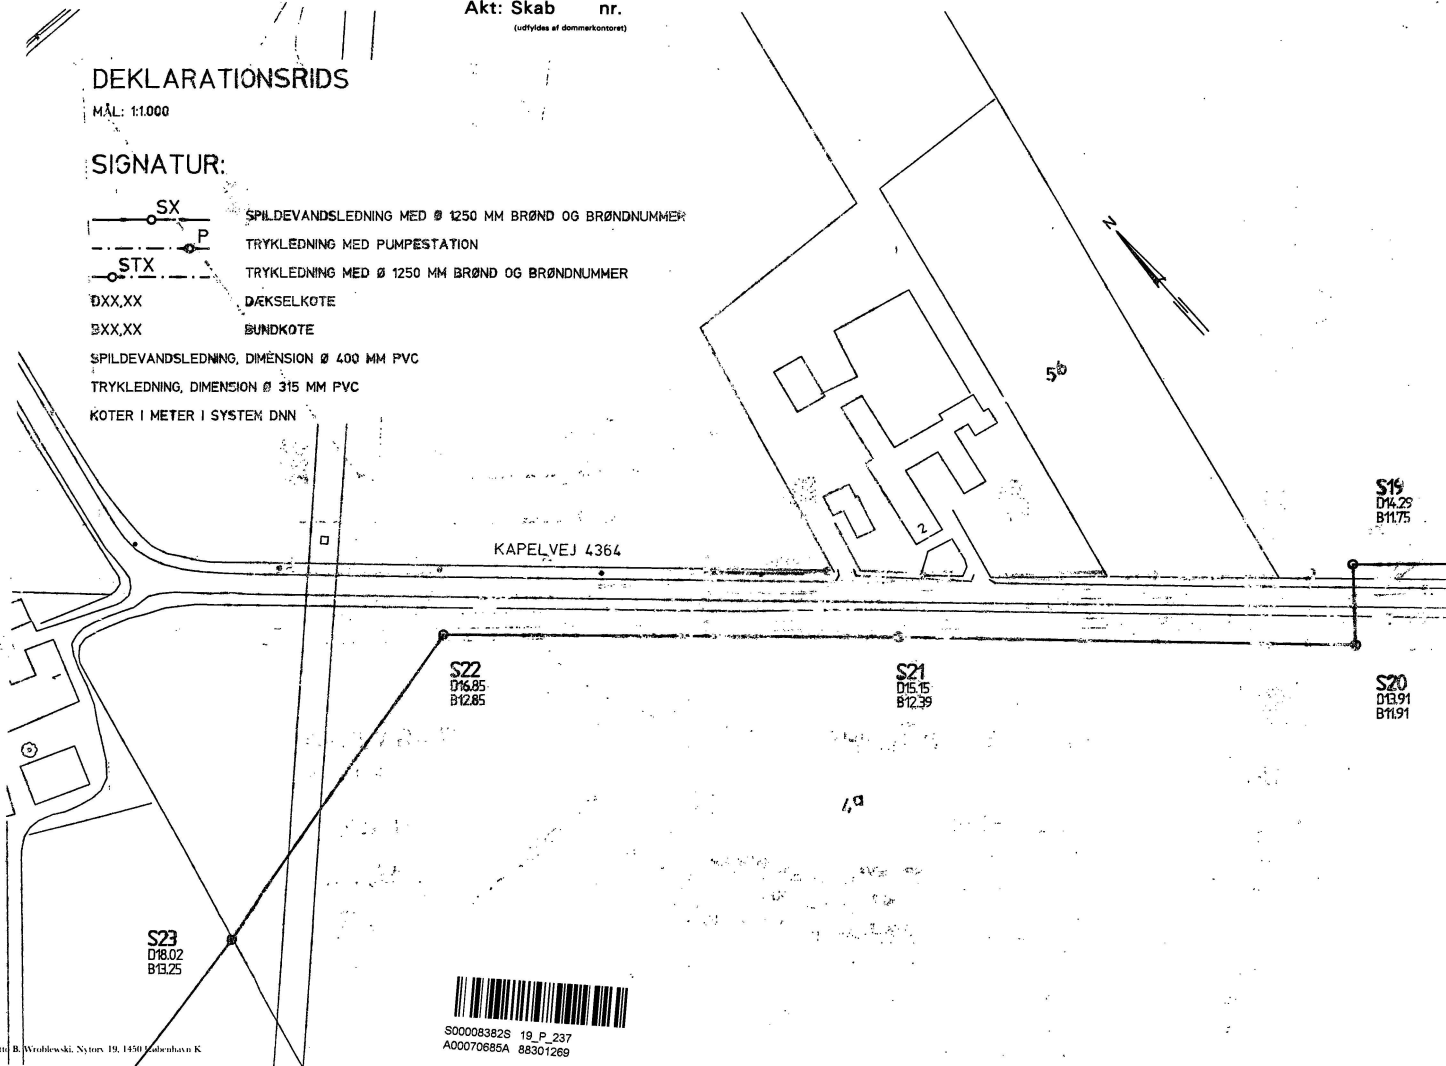 Akt: Skab nr.
(udfyldes af dommerkontoret)
DEKLARATIONSRIDS
MÅL: 1:1.000
SIGNATUR:
SX
SPILDEVANDSLEDNING MED Ø 1250 MM BRØND OG BRØNDNUMMER
P
TRYKLEDNING MED PUMPESTATION
STX
TRYKLEDNING MED Ø 1250 MM BRØND OG BRØNDNUMMER
DXX,XX DÆKSELKOTE
BXX,XX BUNDKOTE
SPILDEVANDSLEDNING, DIMENSION Ø 400 MM PVC
TRYKLEDNING, DIMENSION Ø 315 MM PVC
KOTER I METER I SYSTEM DNN
N
5b
S19
D14.29
B11.75
2
KAPELVEJ 4364
1
S22
D16.85
B12.85
S21
D15.15
B12.39
S20
D13.91
B11.91
4a
S23
D18.02
B13.25
S00008382S 19_P_237
A00070685A 88301269
B. Wroblewski, Nytorv 19, 1450 København K